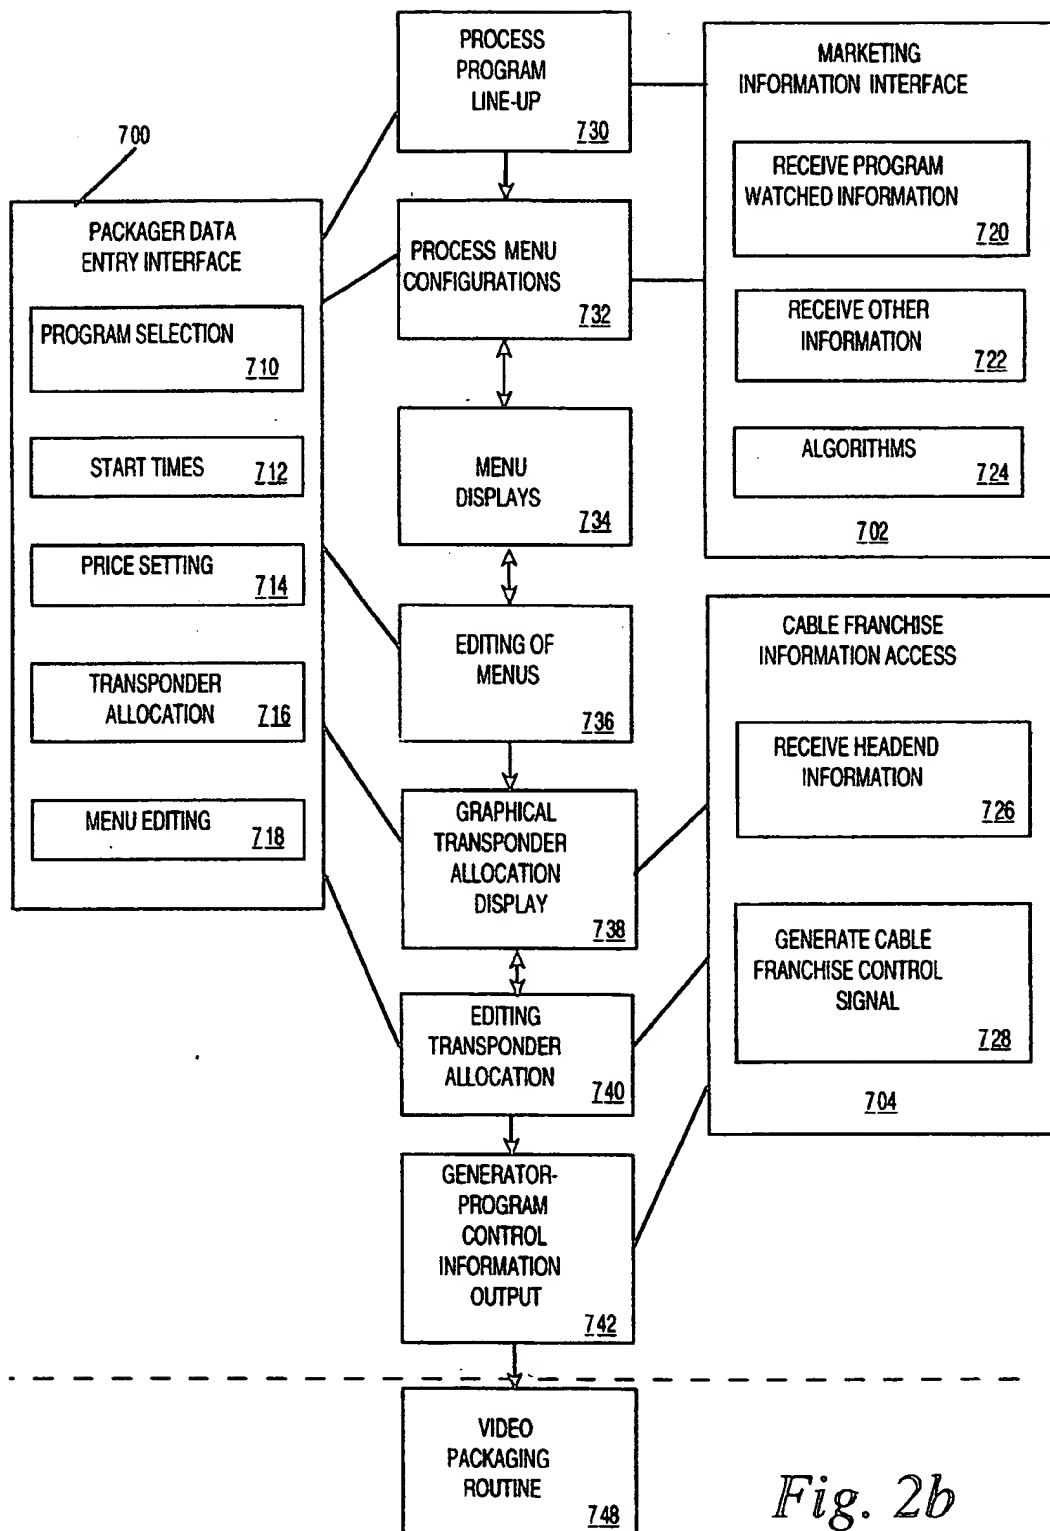 700
PACKAGER DATA
ENTRY INTERFACE
PROGRAM SELECTION
710
START TIMES 712
PRICE SETTING 714
TRANSPONDER
ALLOCATION 716
MENU EDITING 718
PROCESS
PROGRAM
LINE-UP
730
PROCESS MENU
CONFIGURATIONS
732
MENU
DISPLAYS
734
EDITING OF
MENUS
736
GRAPHICAL
TRANSPONDER
ALLOCATION
DISPLAY
738
EDITING
TRANSPONDER
ALLOCATION
740
GENERATOR-
PROGRAM
CONTROL
INFORMATION
OUTPUT
742
VIDEO
PACKAGING
ROUTINE
748
MARKETING
INFORMATION INTERFACE
RECEIVE PROGRAM
WATCHED INFORMATION
720
RECEIVE OTHER
INFORMATION
722
ALGORITHMS
724
702
CABLE FRANCHISE
INFORMATION ACCESS
RECEIVE HEADEND
INFORMATION
726
GENERATE CABLE
FRANCHISE CONTROL
SIGNAL
728
704
Fig. 2b